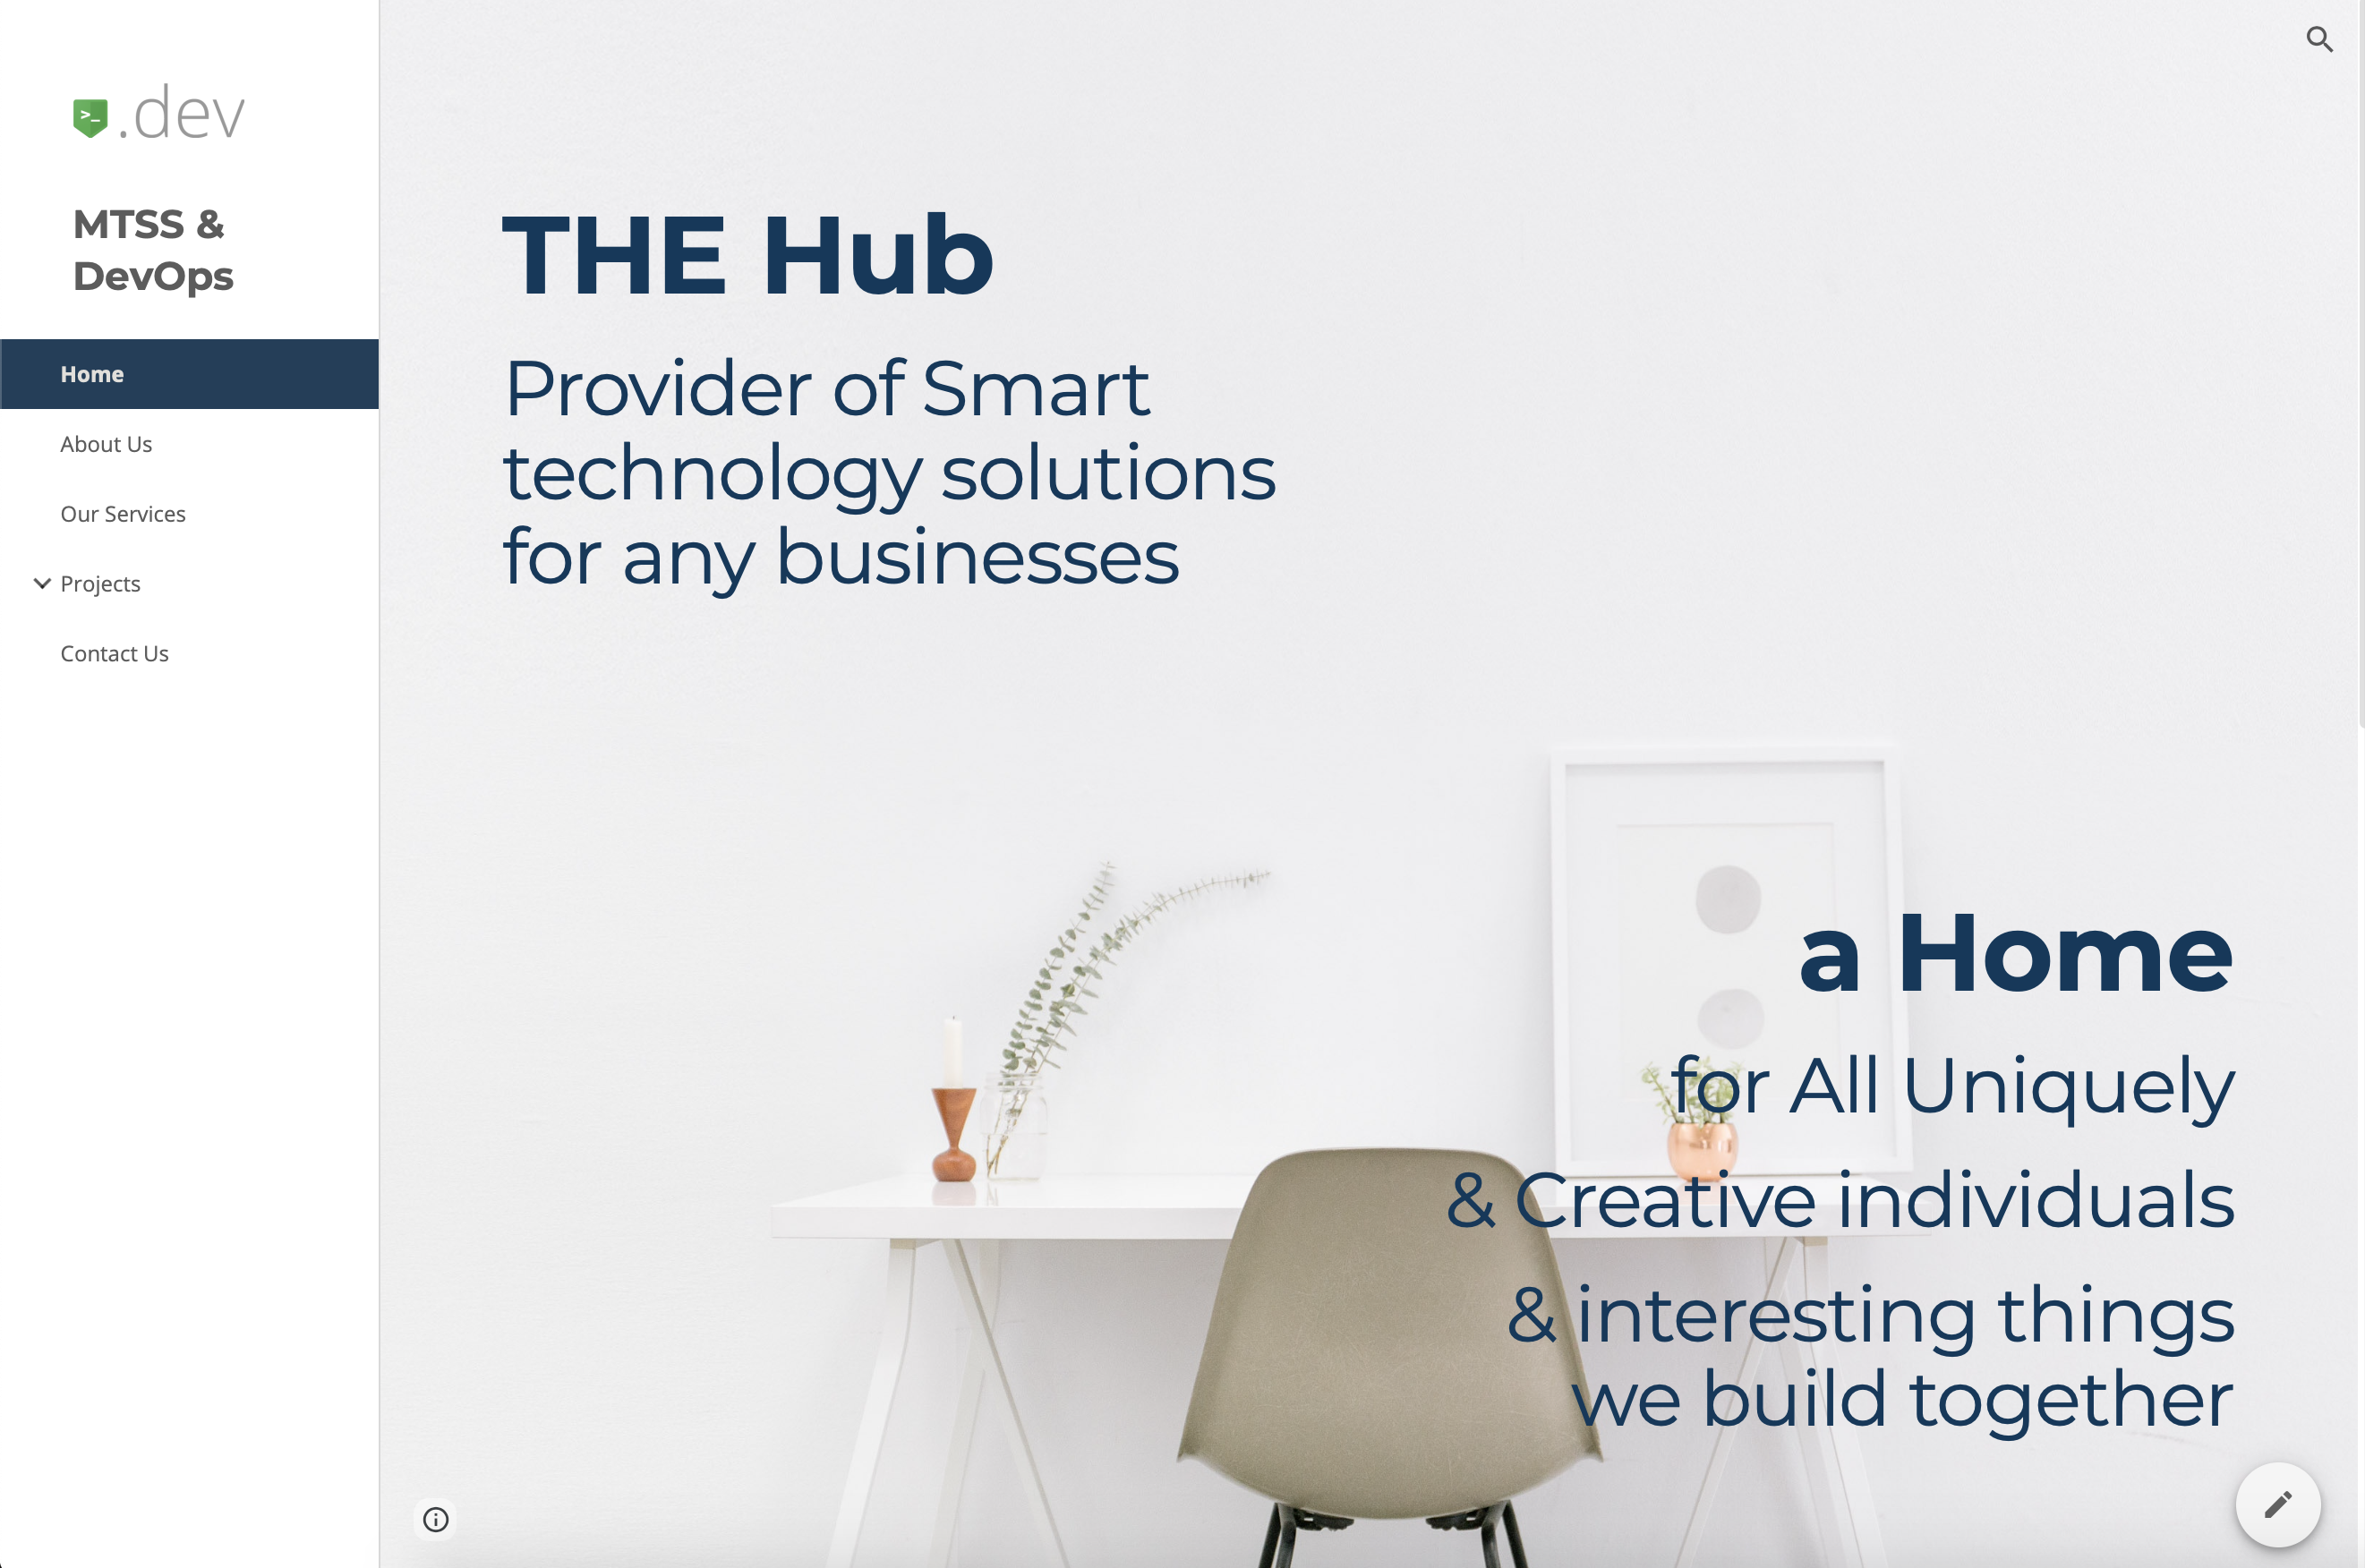 >_ .dev
MTSS &
DevOps
Home
About Us
Our Services
Projects
Contact Us
THE Hub
Provider of Smart
technology solutions
for any businesses
a Home
for All Uniquely
& Creative individuals
& interesting things
we build together